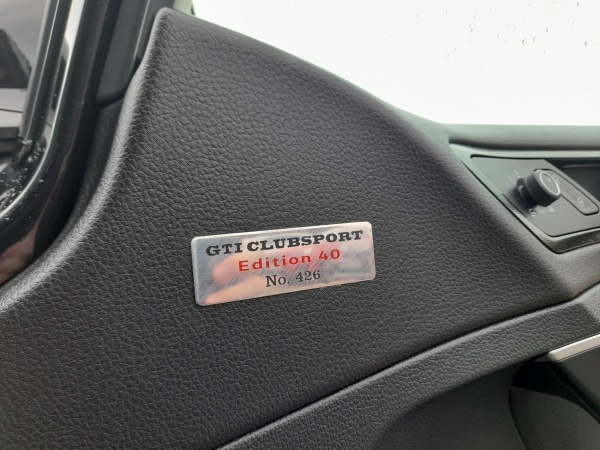 GTI CLUBSPORT
Edition 40
No. 426